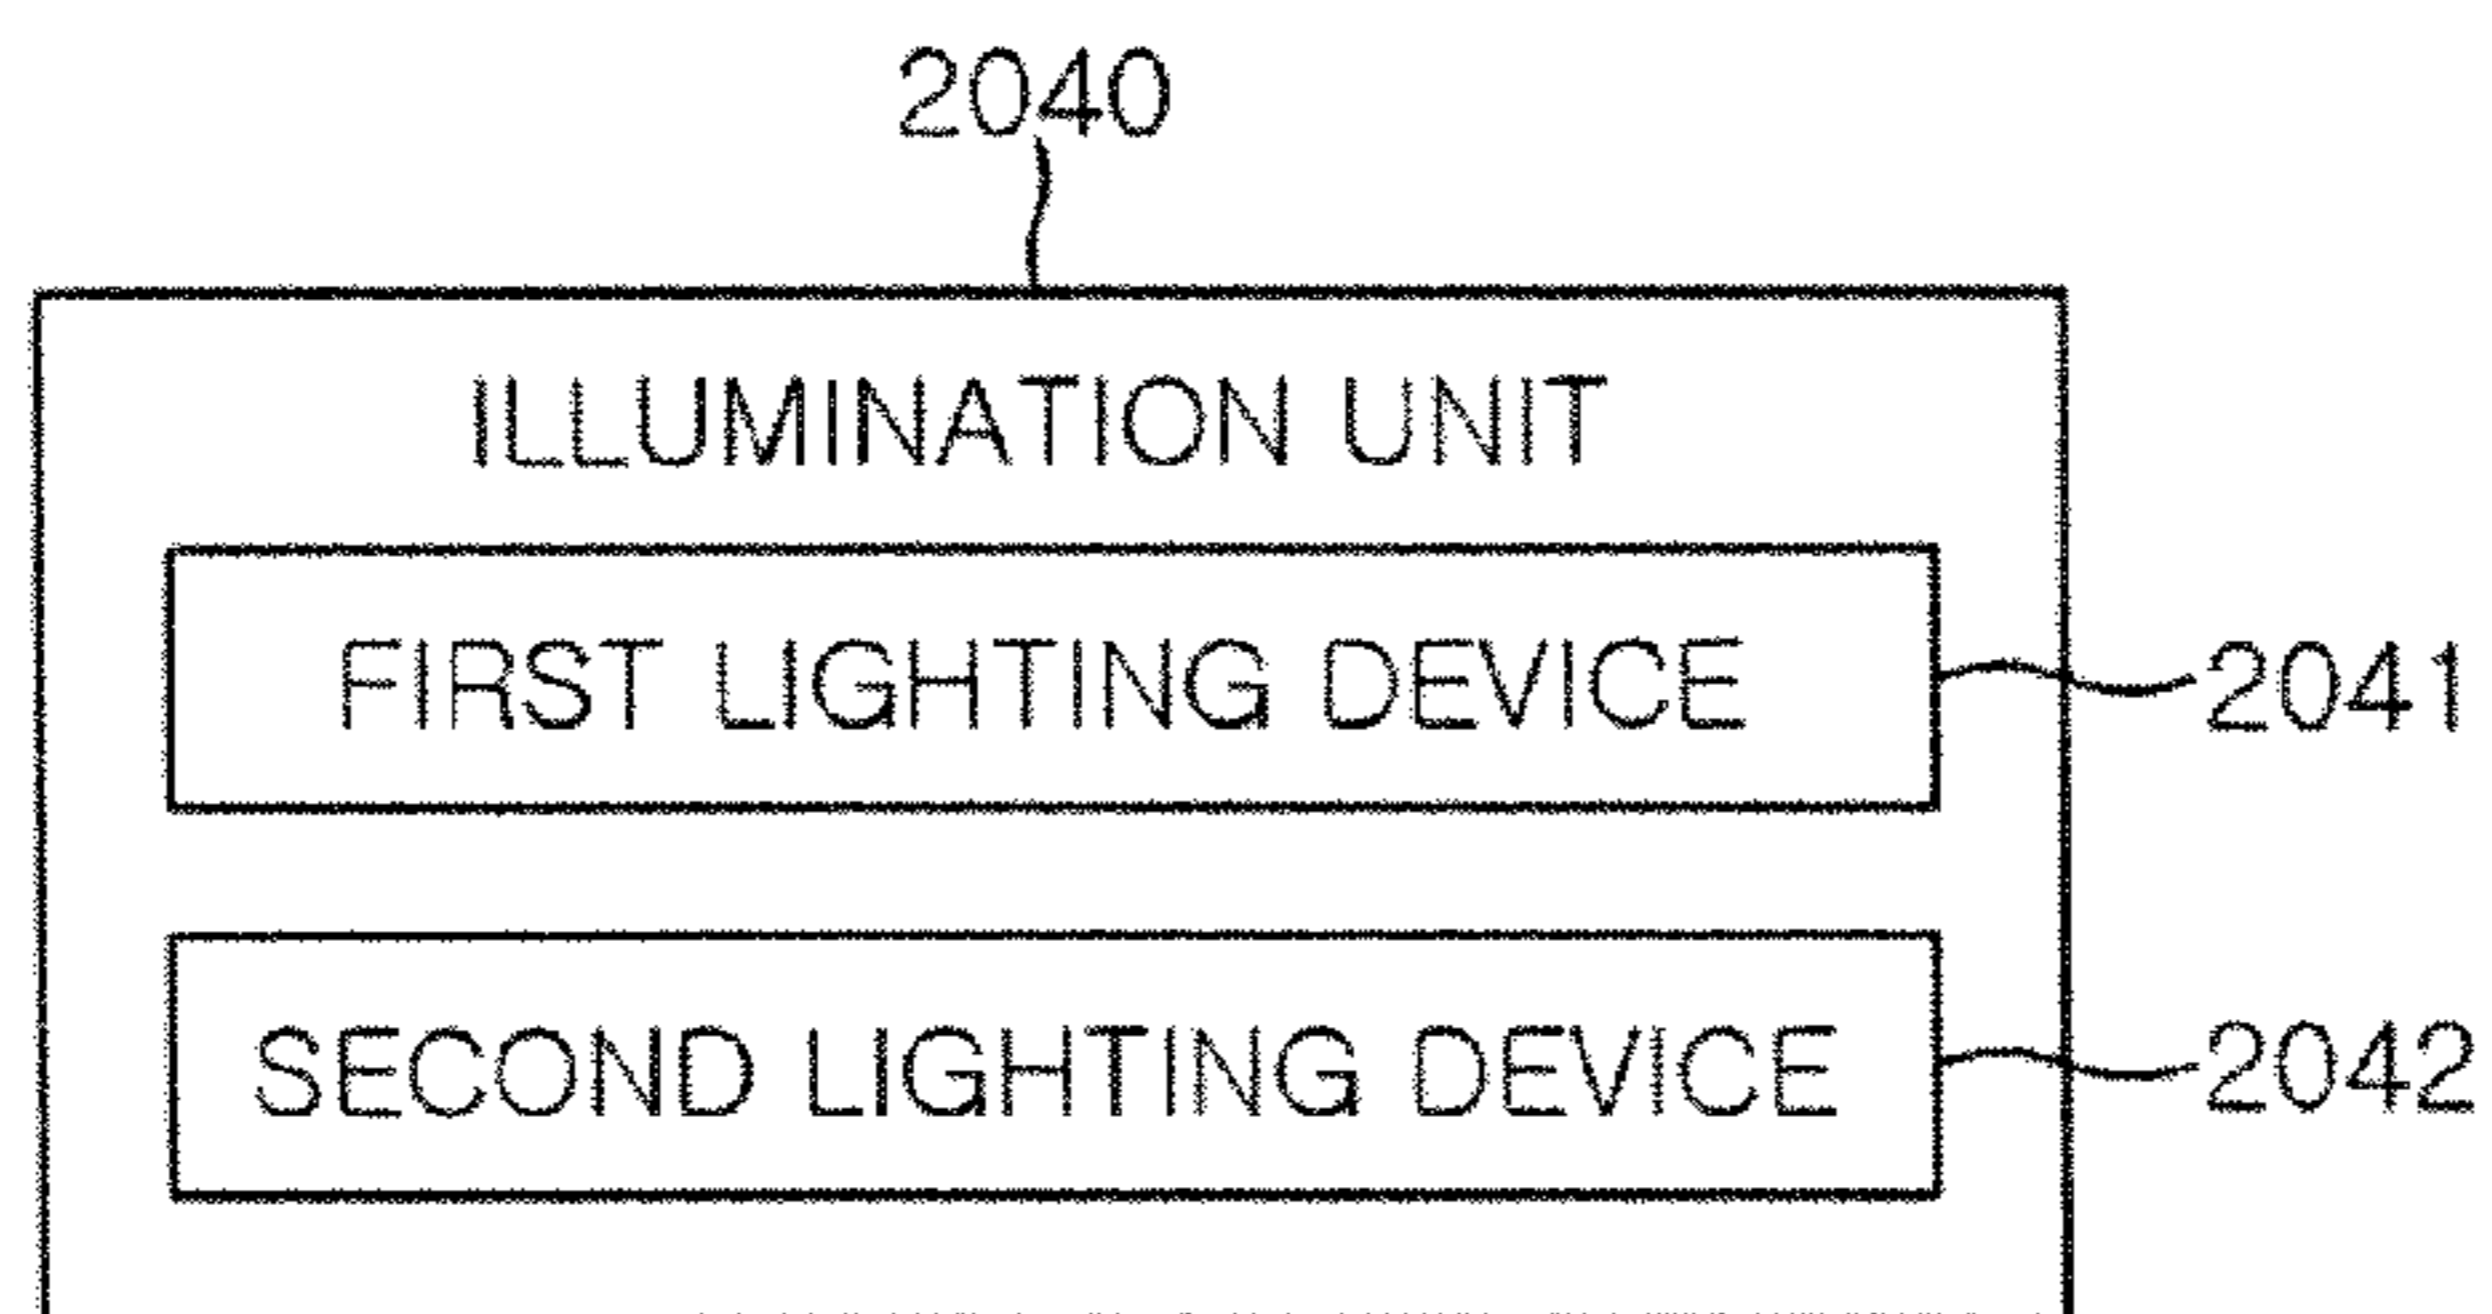 2040
ILLUMINATION UNIT
FIRST LIGHTING DEVICE 2041
SECOND LIGHTING DEVICE 2042